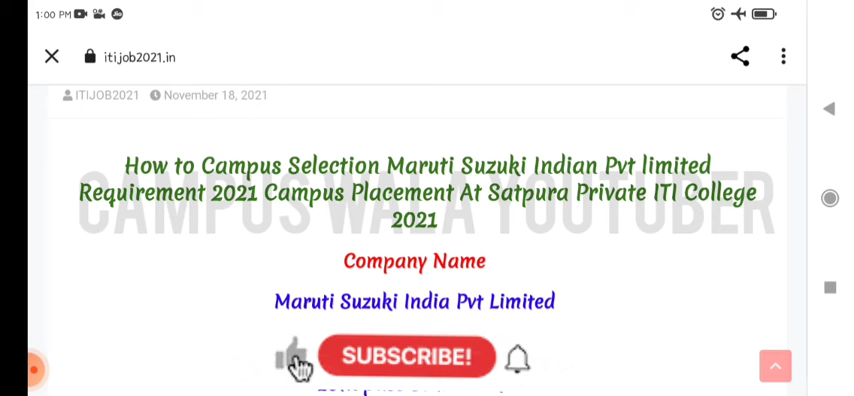 1:00 PM
Jio
itijob2021.in
ITIJOB2021 November 18, 2021
How to Campus Selection Maruti Suzuki Indian Pvt limited
Requirement 2021 Campus Placement At Satpura Private ITI College
2021
CAMPUS WALA YOUTUBER
Company Name
Maruti Suzuki India Pvt Limited
SUBSCRIBE!